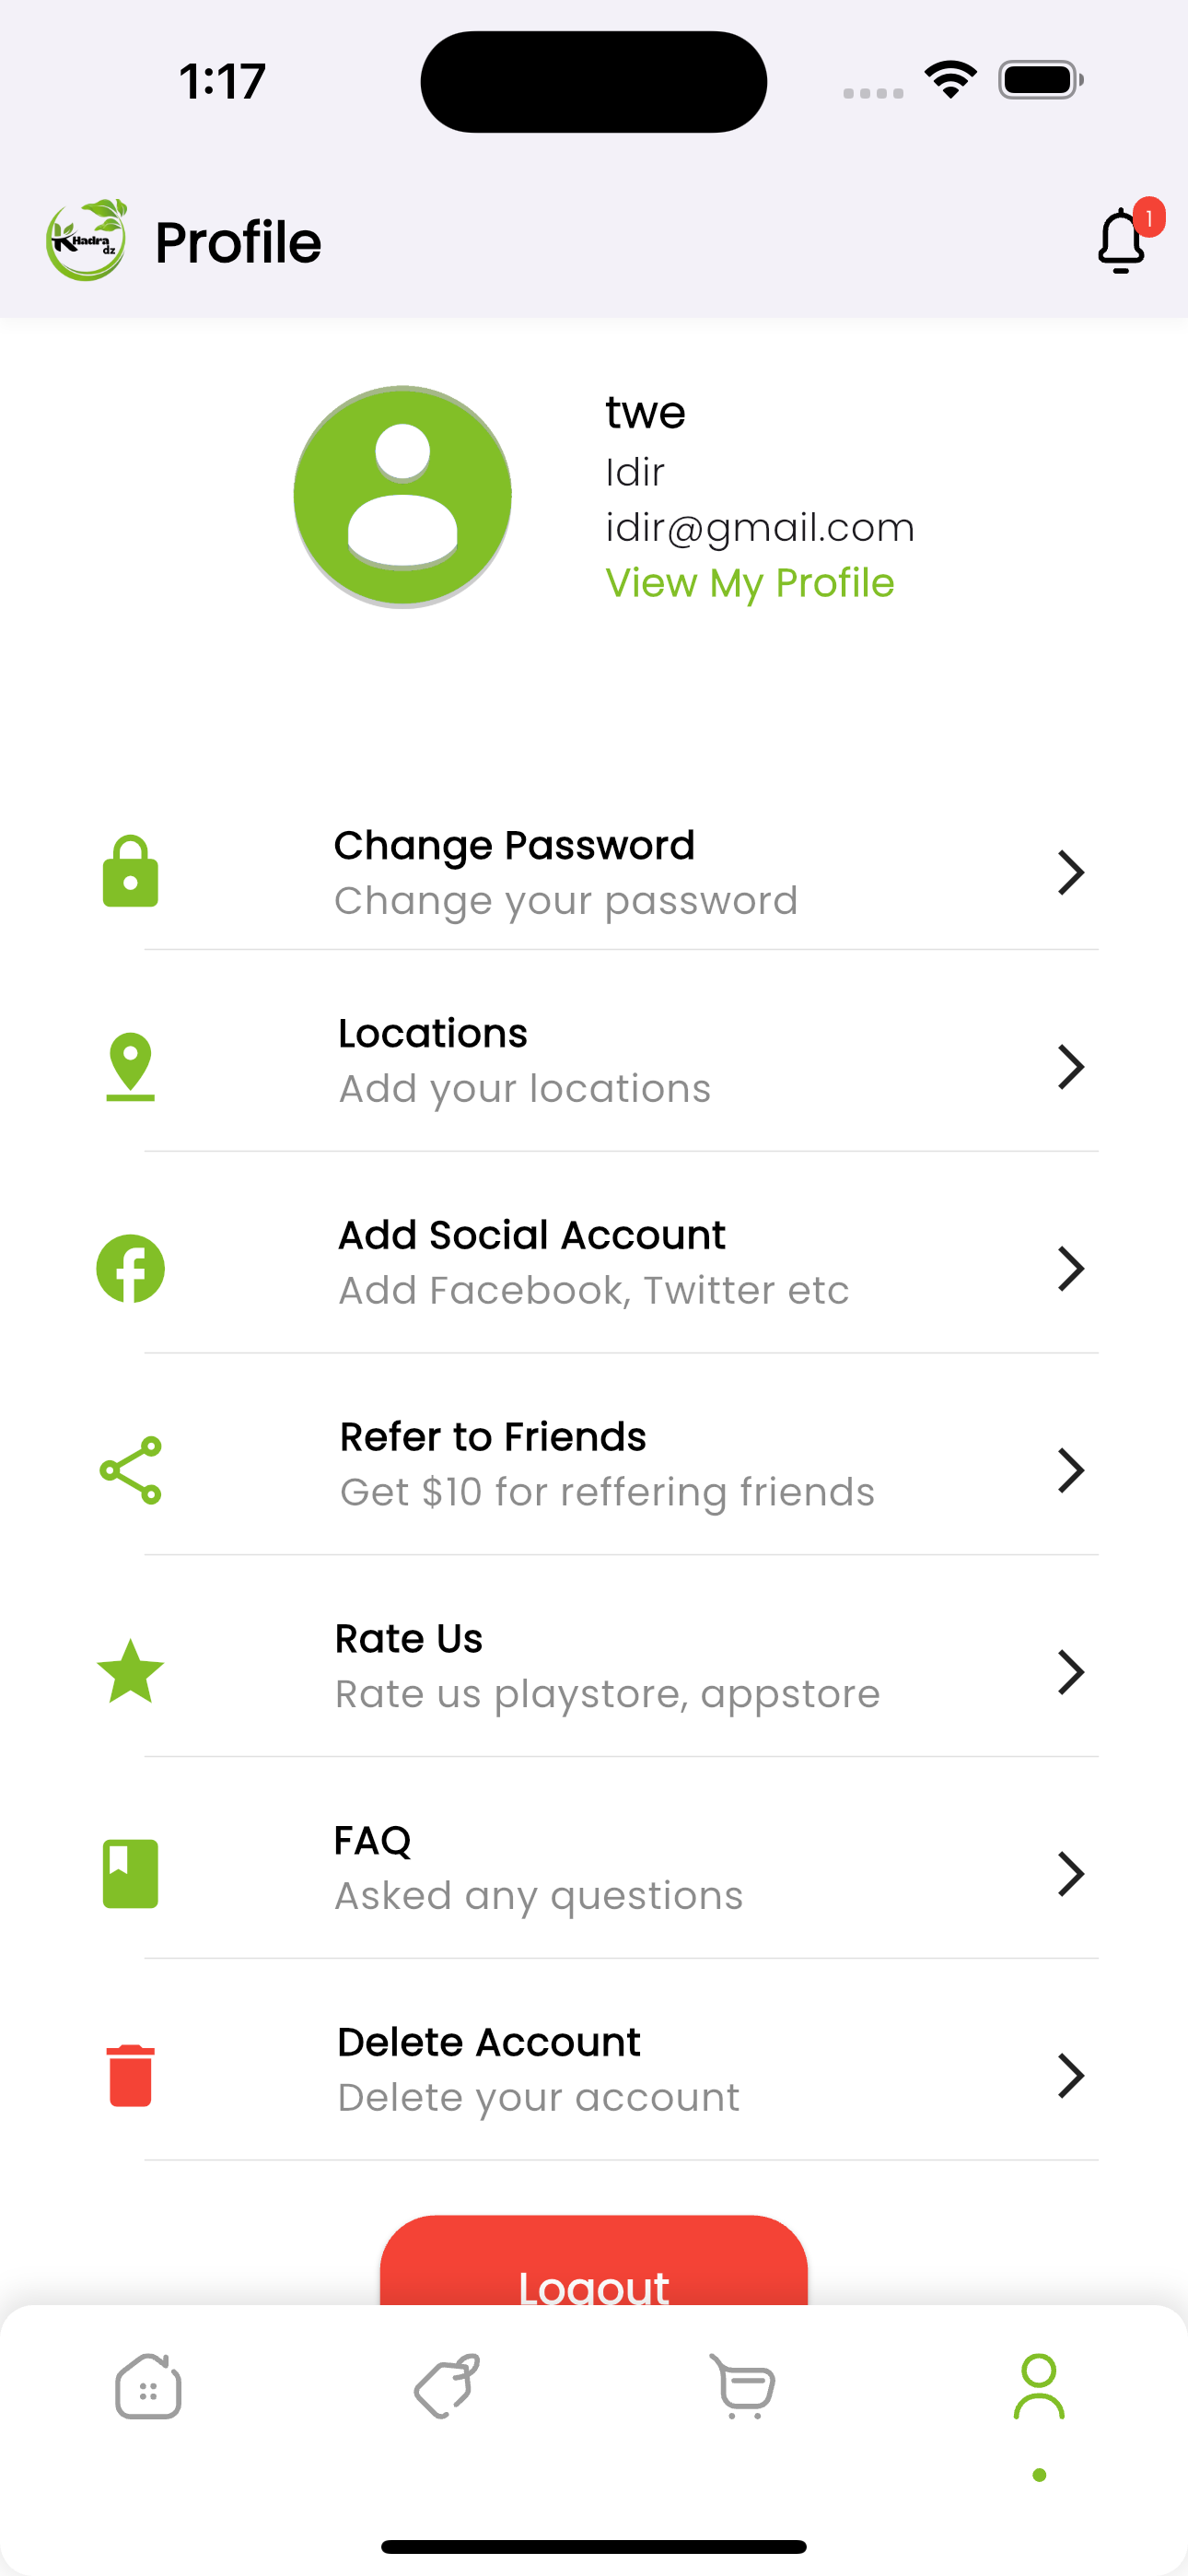 1:17
KHadra
dz
Profile
1
twe
Idir
idir@gmail.com
View My Profile
Change Password
Change your password
Locations
Add your locations
Add Social Account
Add Facebook, Twitter etc
Refer to Friends
Get $10 for reffering friends
Rate Us
Rate us playstore, appstore
FAQ
Asked any questions
Delete Account
Delete your account
Logout